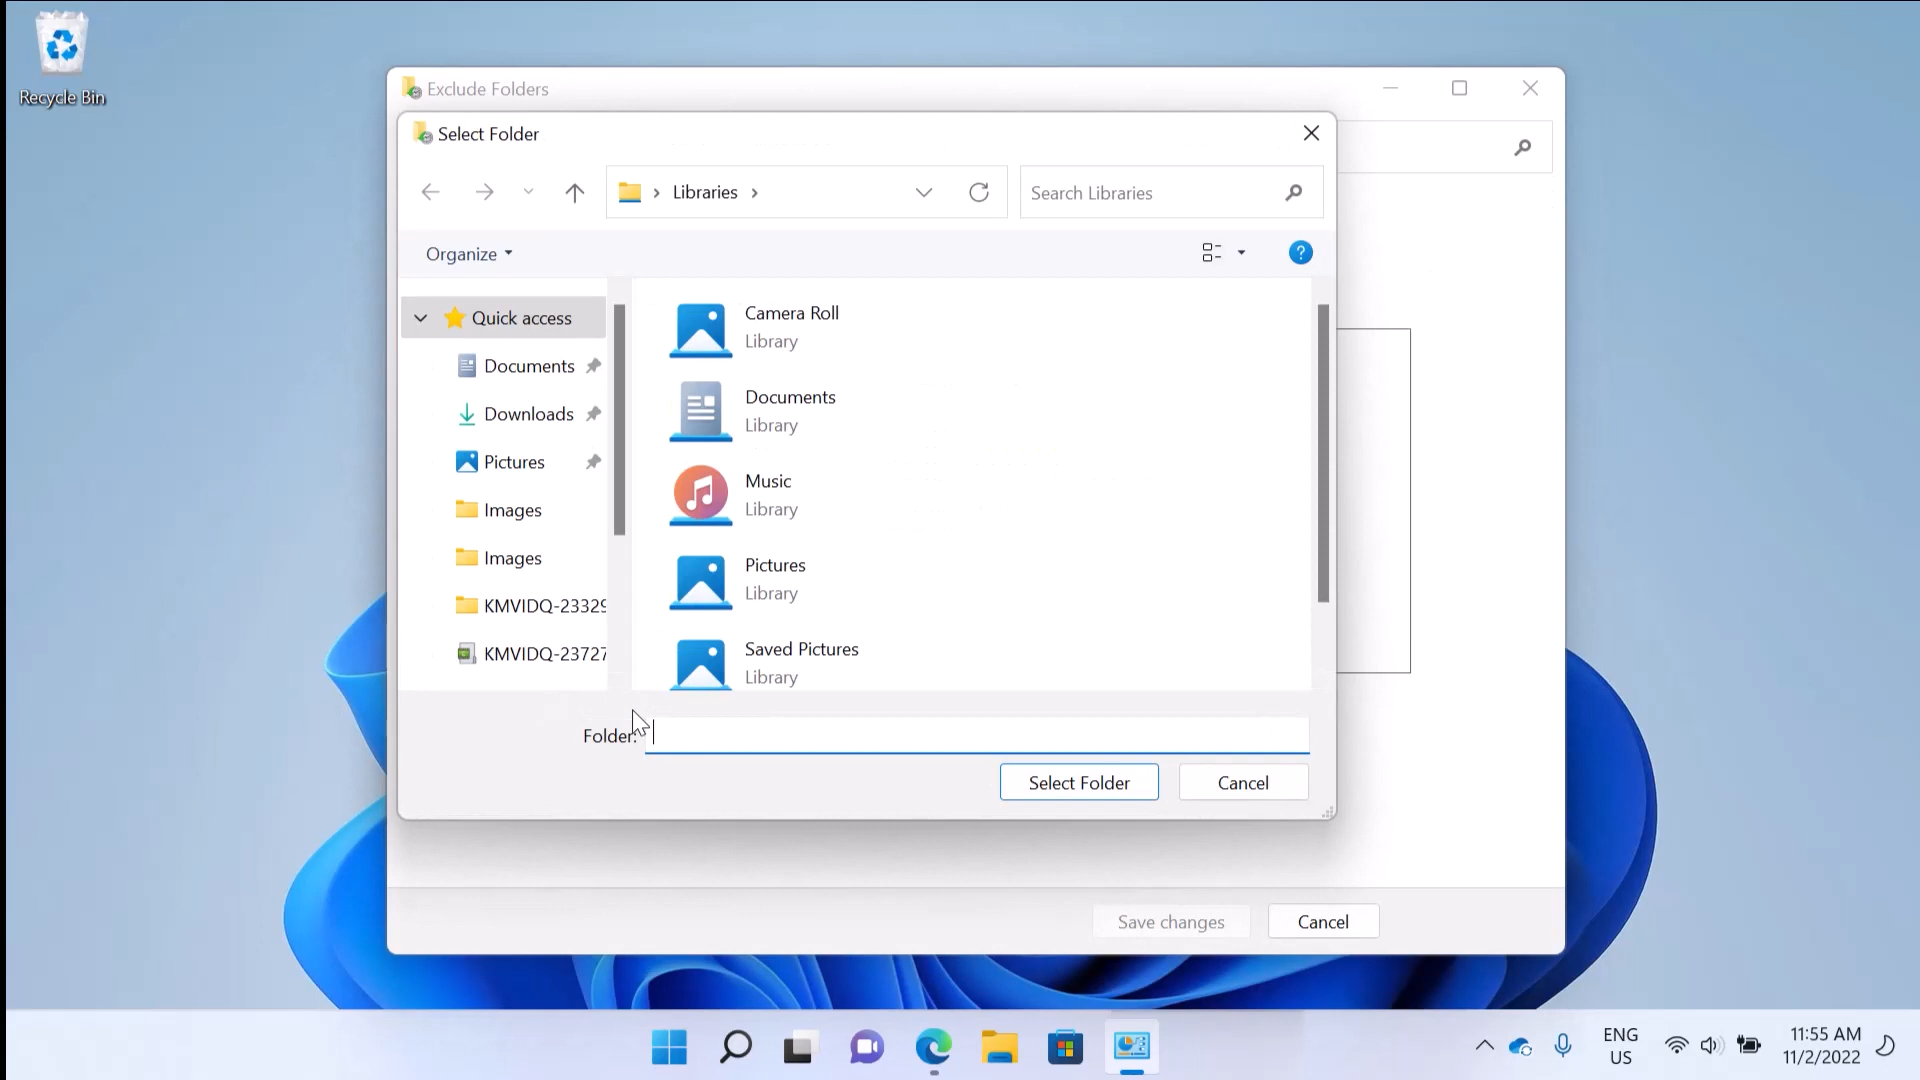 Recycle Bin
Exclude Folders
Select Folder
Libraries
Search Libraries
Organize
?
Quick access
Documents
Downloads
Pictures
Images
Images
KMVIDQ-23329
KMVIDQ-23727
Camera Roll
Library
Documents
Library
Music
Library
Pictures
Library
Saved Pictures
Library
Folder:
Select Folder
Cancel
Save changes
Cancel
ENG
US
11:55 AM
11/2/2022